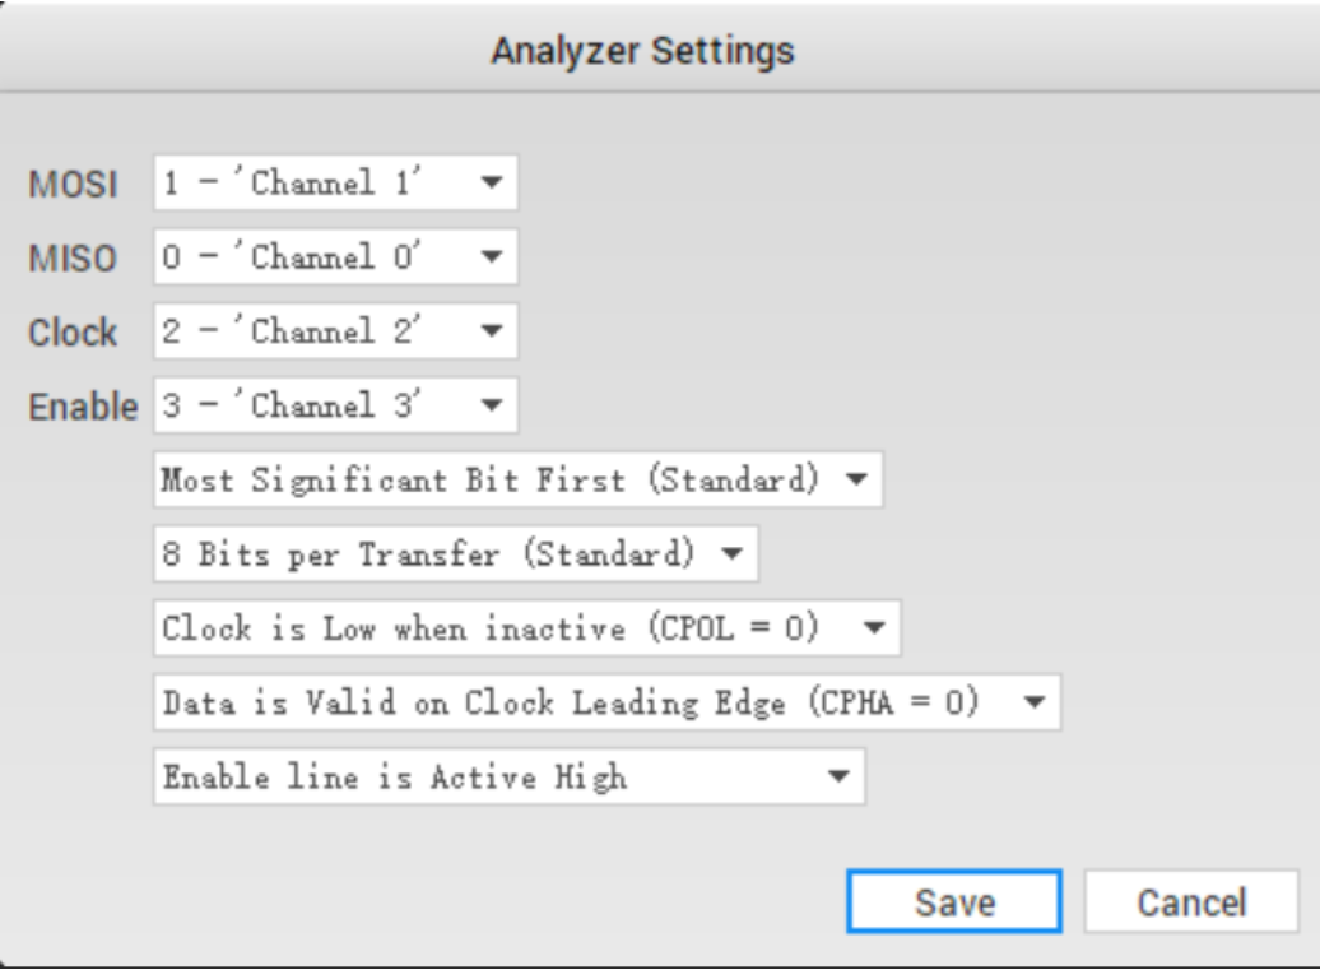 Analyzer Settings
MOSI 1 - 'Channel 1'
MISO 0 - 'Channel 0'
Clock 2 - 'Channel 2'
Enable 3 - 'Channel 3'
Most Significant Bit First (Standard)
8 Bits per Transfer (Standard)
Clock is Low when inactive (CPOL = 0)
Data is Valid on Clock Leading Edge (CPHA = 0)
Enable line is Active High
Save Cancel